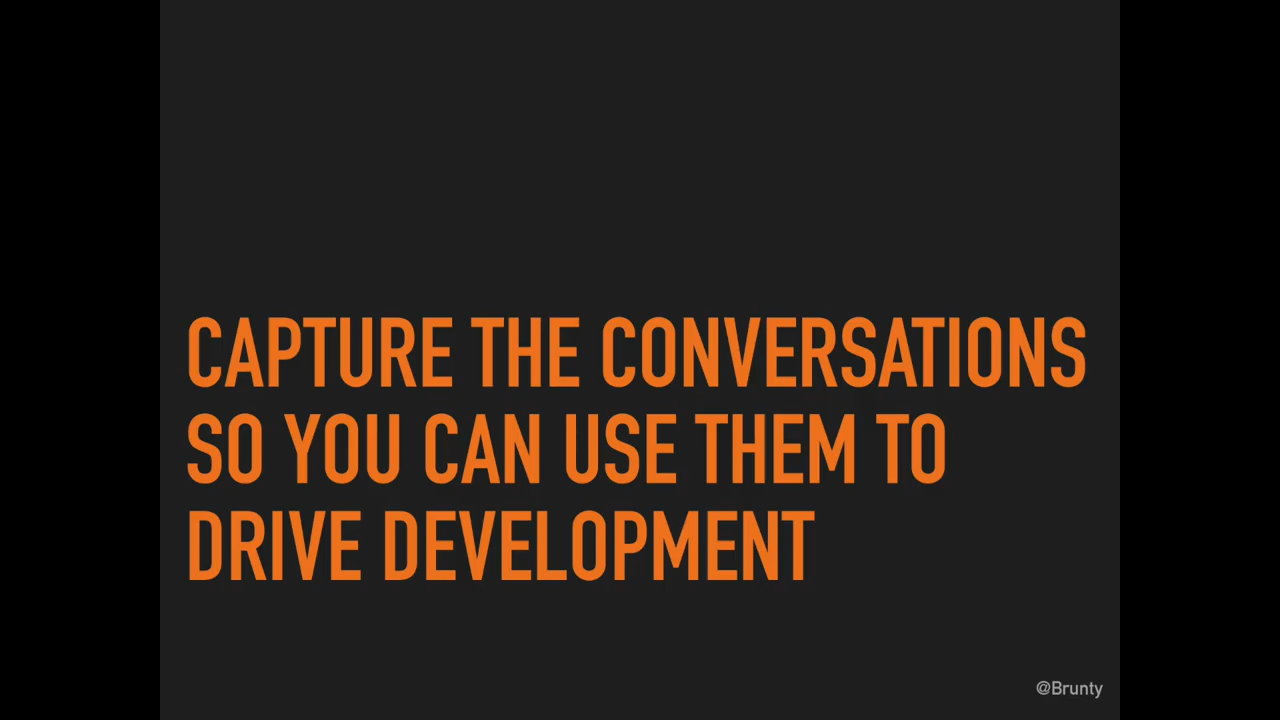 CAPTURE THE CONVERSATIONS
SO YOU CAN USE THEM TO
DRIVE DEVELOPMENT
@Brunty